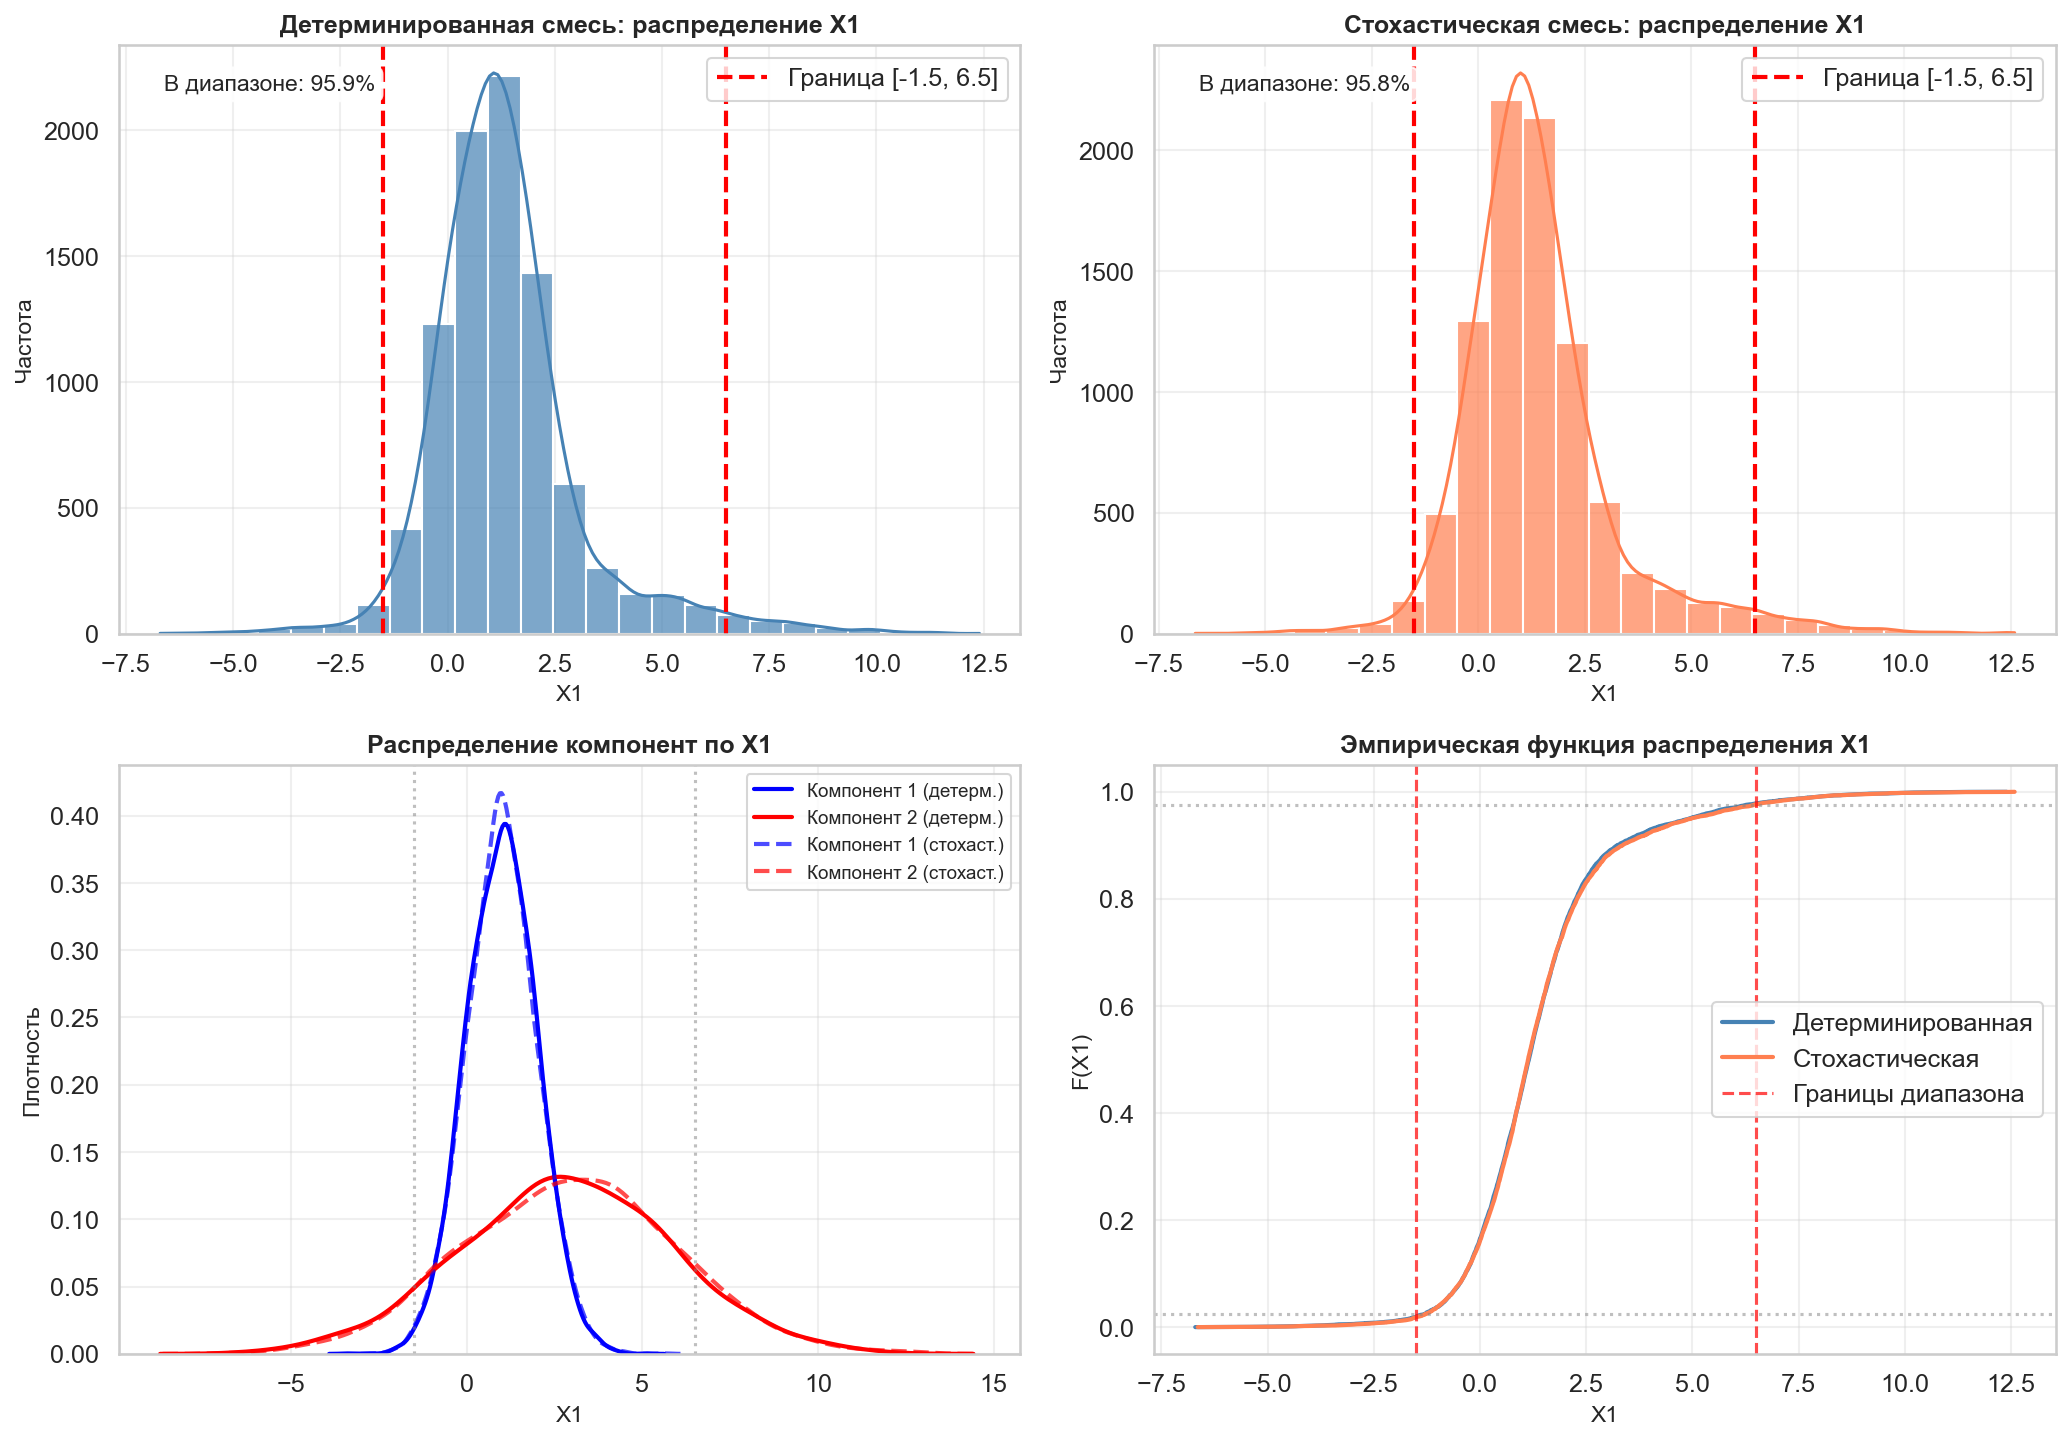 Детерминированная смесь: распределение X1
В диапазоне: 95.9%
Граница [-1.5, 6.5]
Частота
2000
1500
1000
500
0
−7.5 −5.0 −2.5 0.0 2.5 5.0 7.5 10.0 12.5
X1
Стохастическая смесь: распределение X1
В диапазоне: 95.8%
Граница [-1.5, 6.5]
Частота
2000
1500
1000
500
0
−7.5 −5.0 −2.5 0.0 2.5 5.0 7.5 10.0 12.5
X1
Распределение компонент по X1
Компонент 1 (детерм.)
Компонент 2 (детерм.)
Компонент 1 (стохаст.)
Компонент 2 (стохаст.)
Плотность
0.40
0.35
0.30
0.25
0.20
0.15
0.10
0.05
0.00
−5 0 5 10 15
X1
Эмпирическая функция распределения X1
F(X1)
1.0
0.8
0.6
0.4
0.2
0.0
Детерминированная
Стохастическая
Границы диапазона
−7.5 −5.0 −2.5 0.0 2.5 5.0 7.5 10.0 12.5
X1